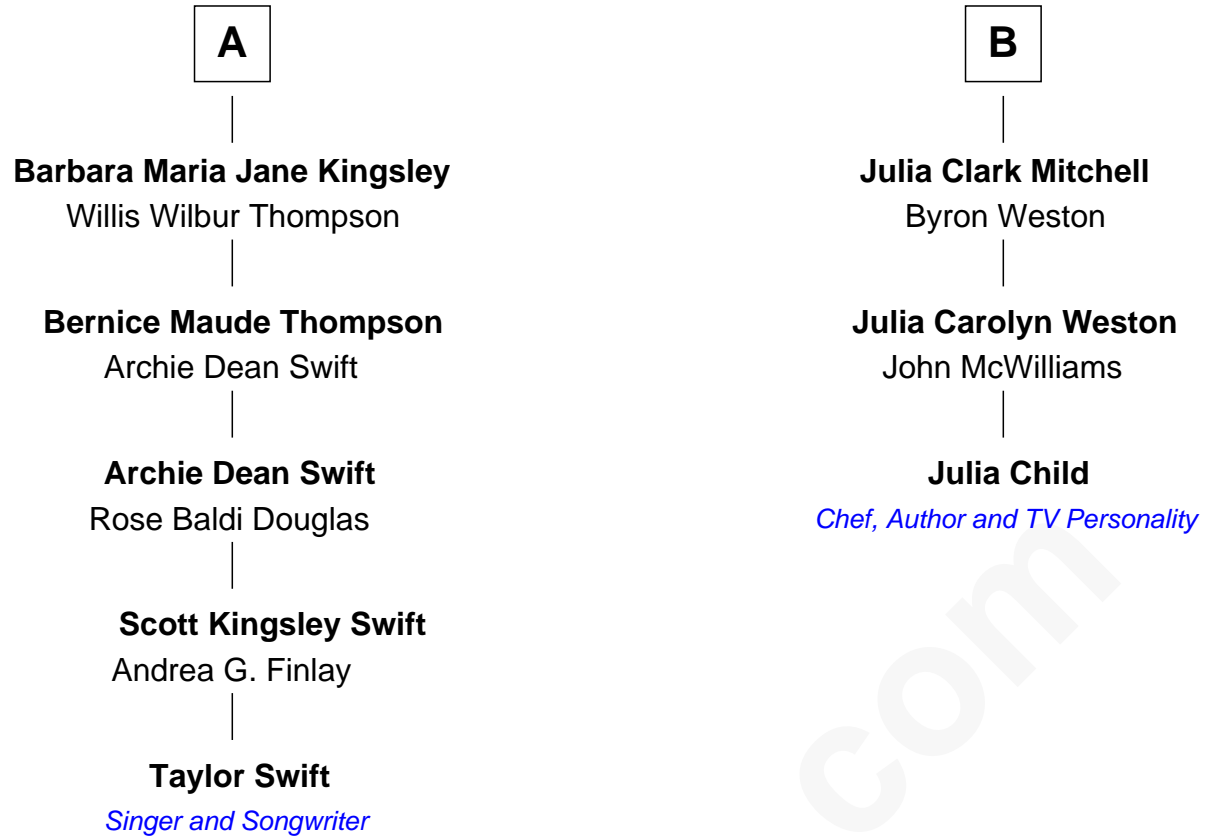 A
Barbara Maria Jane Kingsley
Willis Wilbur Thompson
Bernice Maude Thompson
Archie Dean Swift
Archie Dean Swift
Rose Baldi Douglas
Scott Kingsley Swift
Andrea G. Finlay
Taylor Swift
Singer and Songwriter
B
Julia Clark Mitchell
Byron Weston
Julia Carolyn Weston
John McWilliams
Julia Child
Chef, Author and TV Personality
com